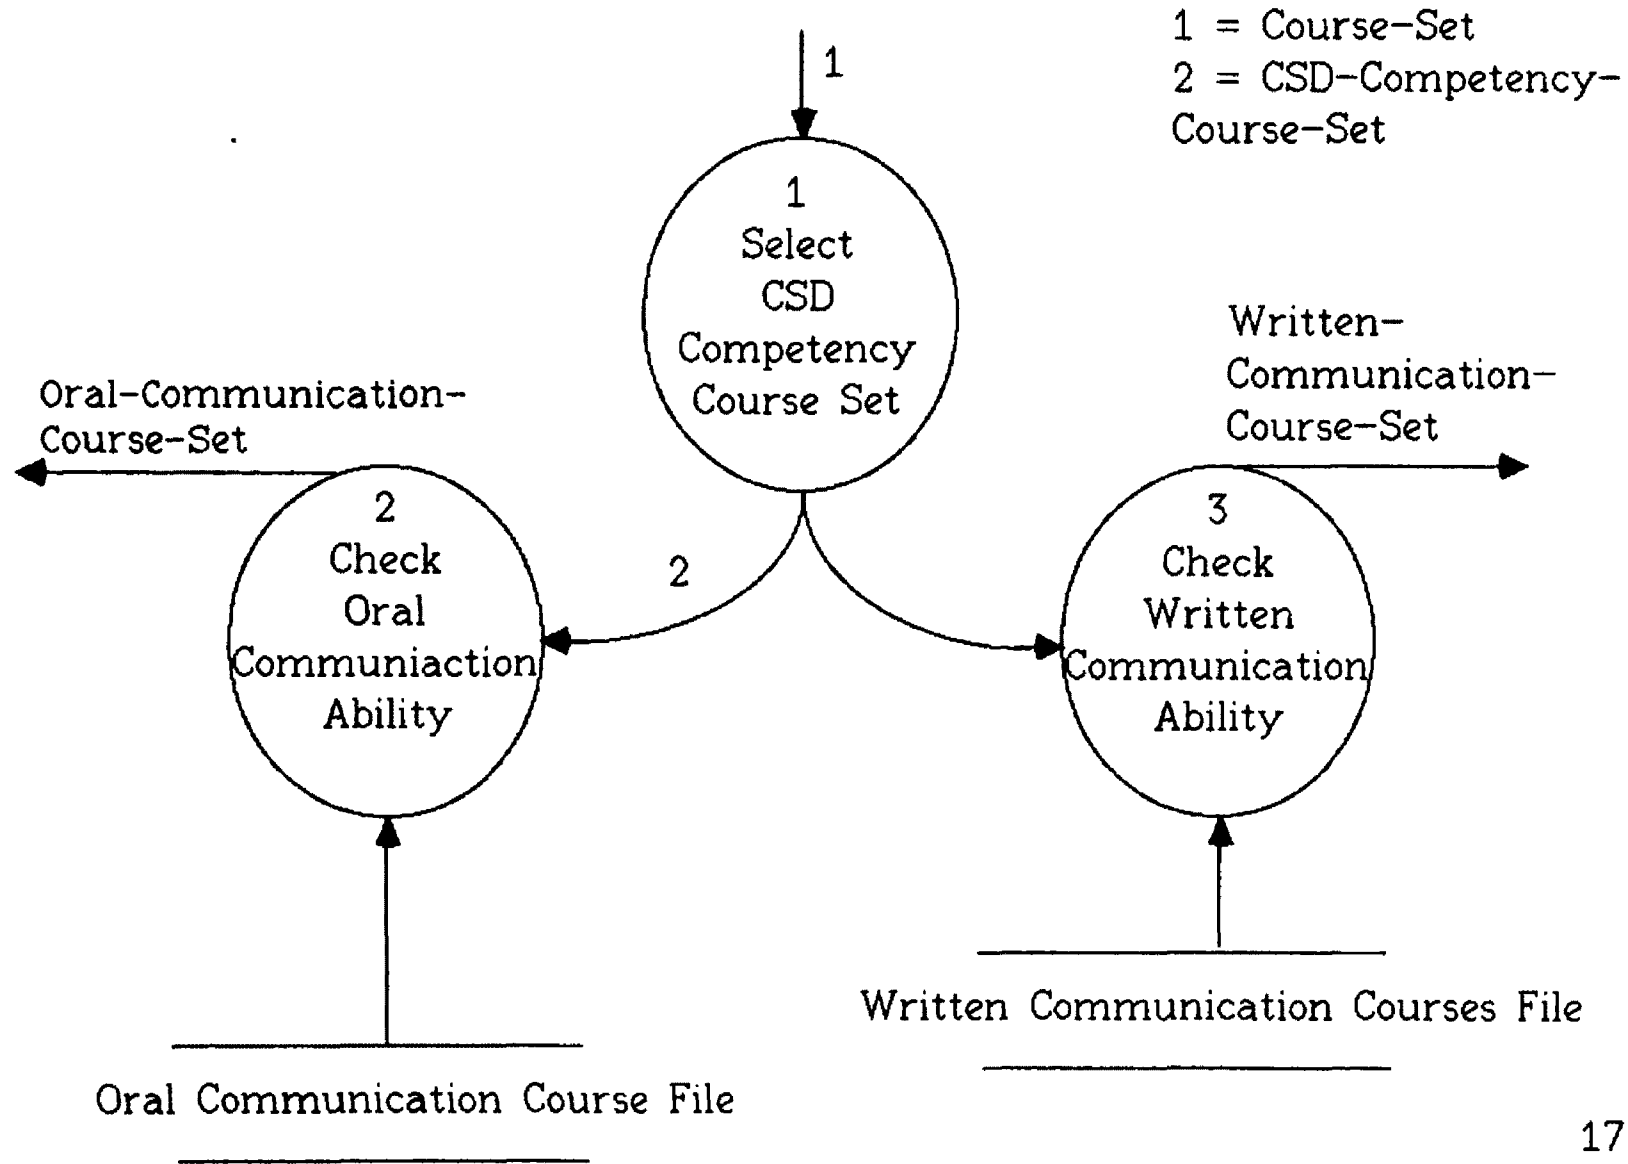 1 = Course-Set
2 = CSD-Competency-
Course-Set
1
1
Select
CSD
Competency
Course Set
Oral-Communication-
Course-Set
Written-
Communication-
Course-Set
2
2
Check
Oral
Communiaction
Ability
3
Check
Written
Communication
Ability
Written Communication Courses File
Oral Communication Course File
17